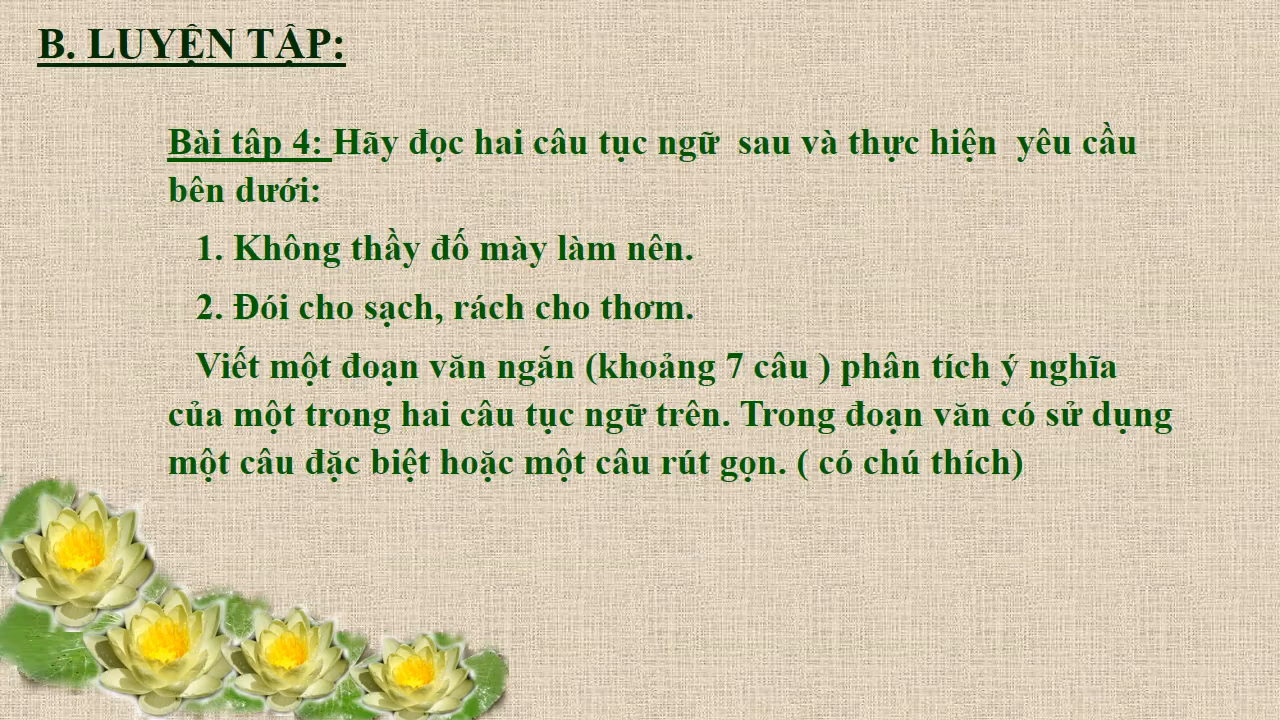 B. LUYỆN TẬP:
Bài tập 4: Hãy đọc hai câu tục ngữ  sau và thực hiện  yêu cầu
bên dưới:
1. Không thầy đố mày làm nên.
2. Đói cho sạch, rách cho thơm.
Viết một đoạn văn ngắn (khoảng 7 câu ) phân tích ý nghĩa
của một trong hai câu tục ngữ trên. Trong đoạn văn có sử dụng
một câu đặc biệt hoặc một câu rút gọn. ( có chú thích)